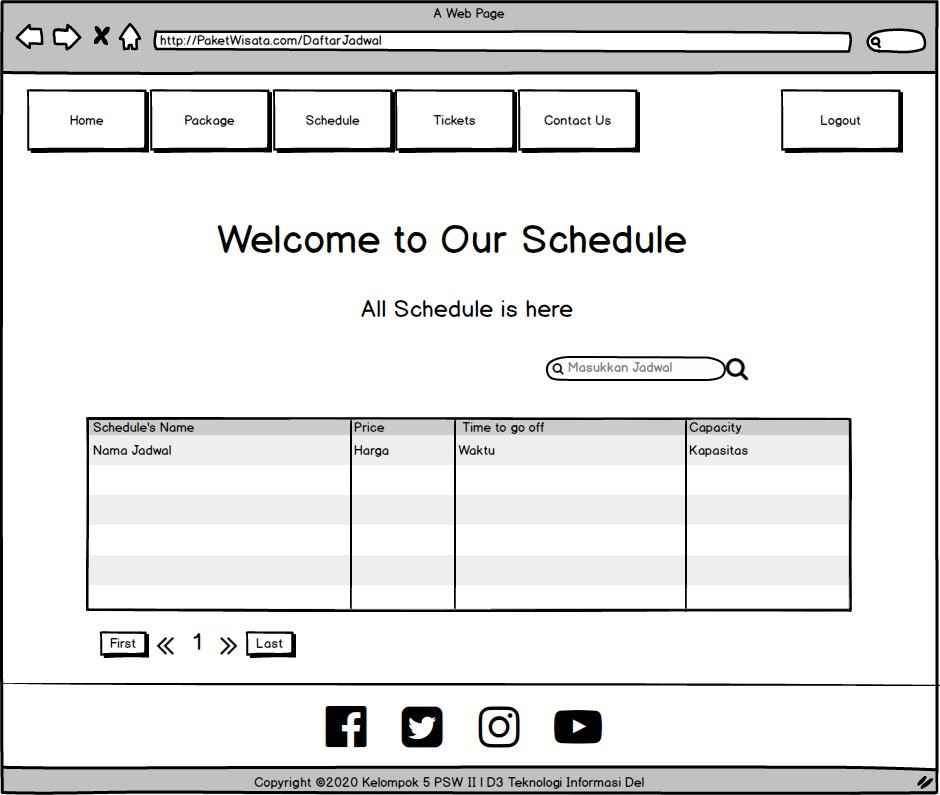 A Web Page
http://PaketWisata.com/DaftarJadwal
Home Package Schedule Tickets Contact Us Logout
Welcome to Our Schedule
All Schedule is here
Masukkan Jadwal
Schedule's Name Price Time to go off Capacity
Nama Jadwal Harga Waktu Kapasitas
First 1 Last
Copyright ©2020 Kelompok 5 PSW II | D3 Teknologi Informasi Del